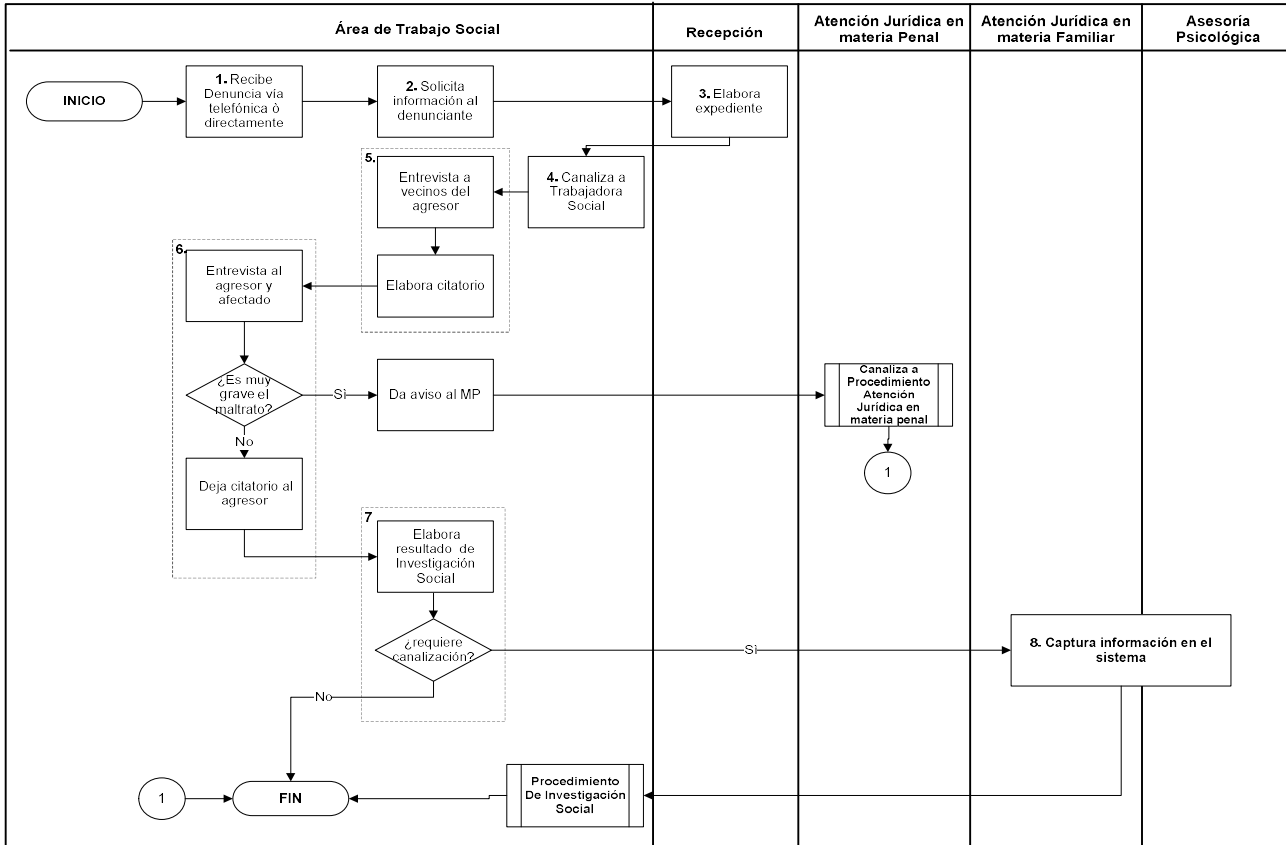 Área de Trabajo Social
Recepción
Atención Jurídica en
materia Penal
Atención Jurídica en
materia Familiar
Asesoría
Psicológica
INICIO
1. Recibe
Denuncia vía
telefónica ò
directamente
2. Solicita
información al
denunciante
3. Elabora
expediente
4. Canaliza a
Trabajadora
Social
5.
Entrevista a
vecinos del
agresor
Elabora citatorio
6.
Entrevista al
agresor y
afectado
¿Es muy
grave el
maltrato?
Sì
Da aviso al MP
Canaliza a
Procedimiento
Atención
Jurídica en
materia penal
1
No
Deja citatorio al
agresor
7
Elabora
resultado de
Investigación
Social
¿requiere
canalización?
Sì
8. Captura información en el
sistema
No
1
FIN
Procedimiento
De Investigación
Social